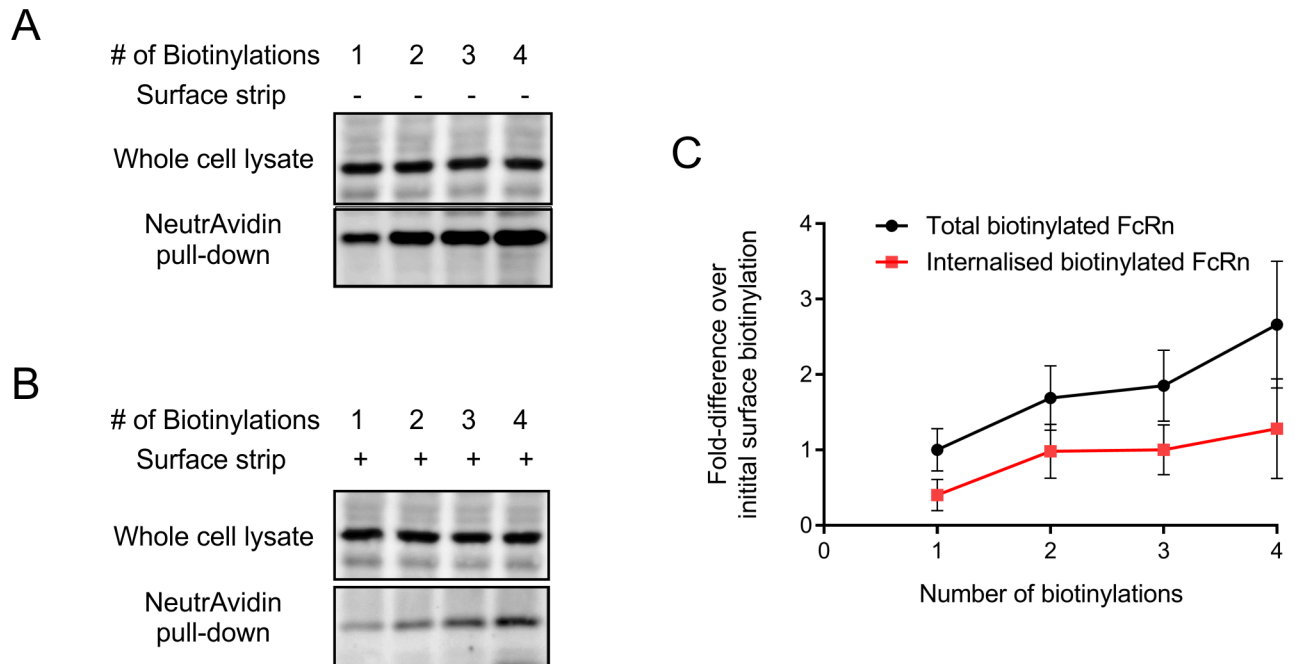 A
# of Biotinylations 1 2 3 4
Surface strip - - - -
Whole cell lysate
NeutrAvidin
pull-down
B
# of Biotinylations 1 2 3 4
Surface strip + + + +
Whole cell lysate
NeutrAvidin
pull-down
C
Fold-difference over
initital surface biotinylation
4
3
2
1
0
Total biotinylated FcRn
Internalised biotinylated FcRn
0 1 2 3 4
Number of biotinylations